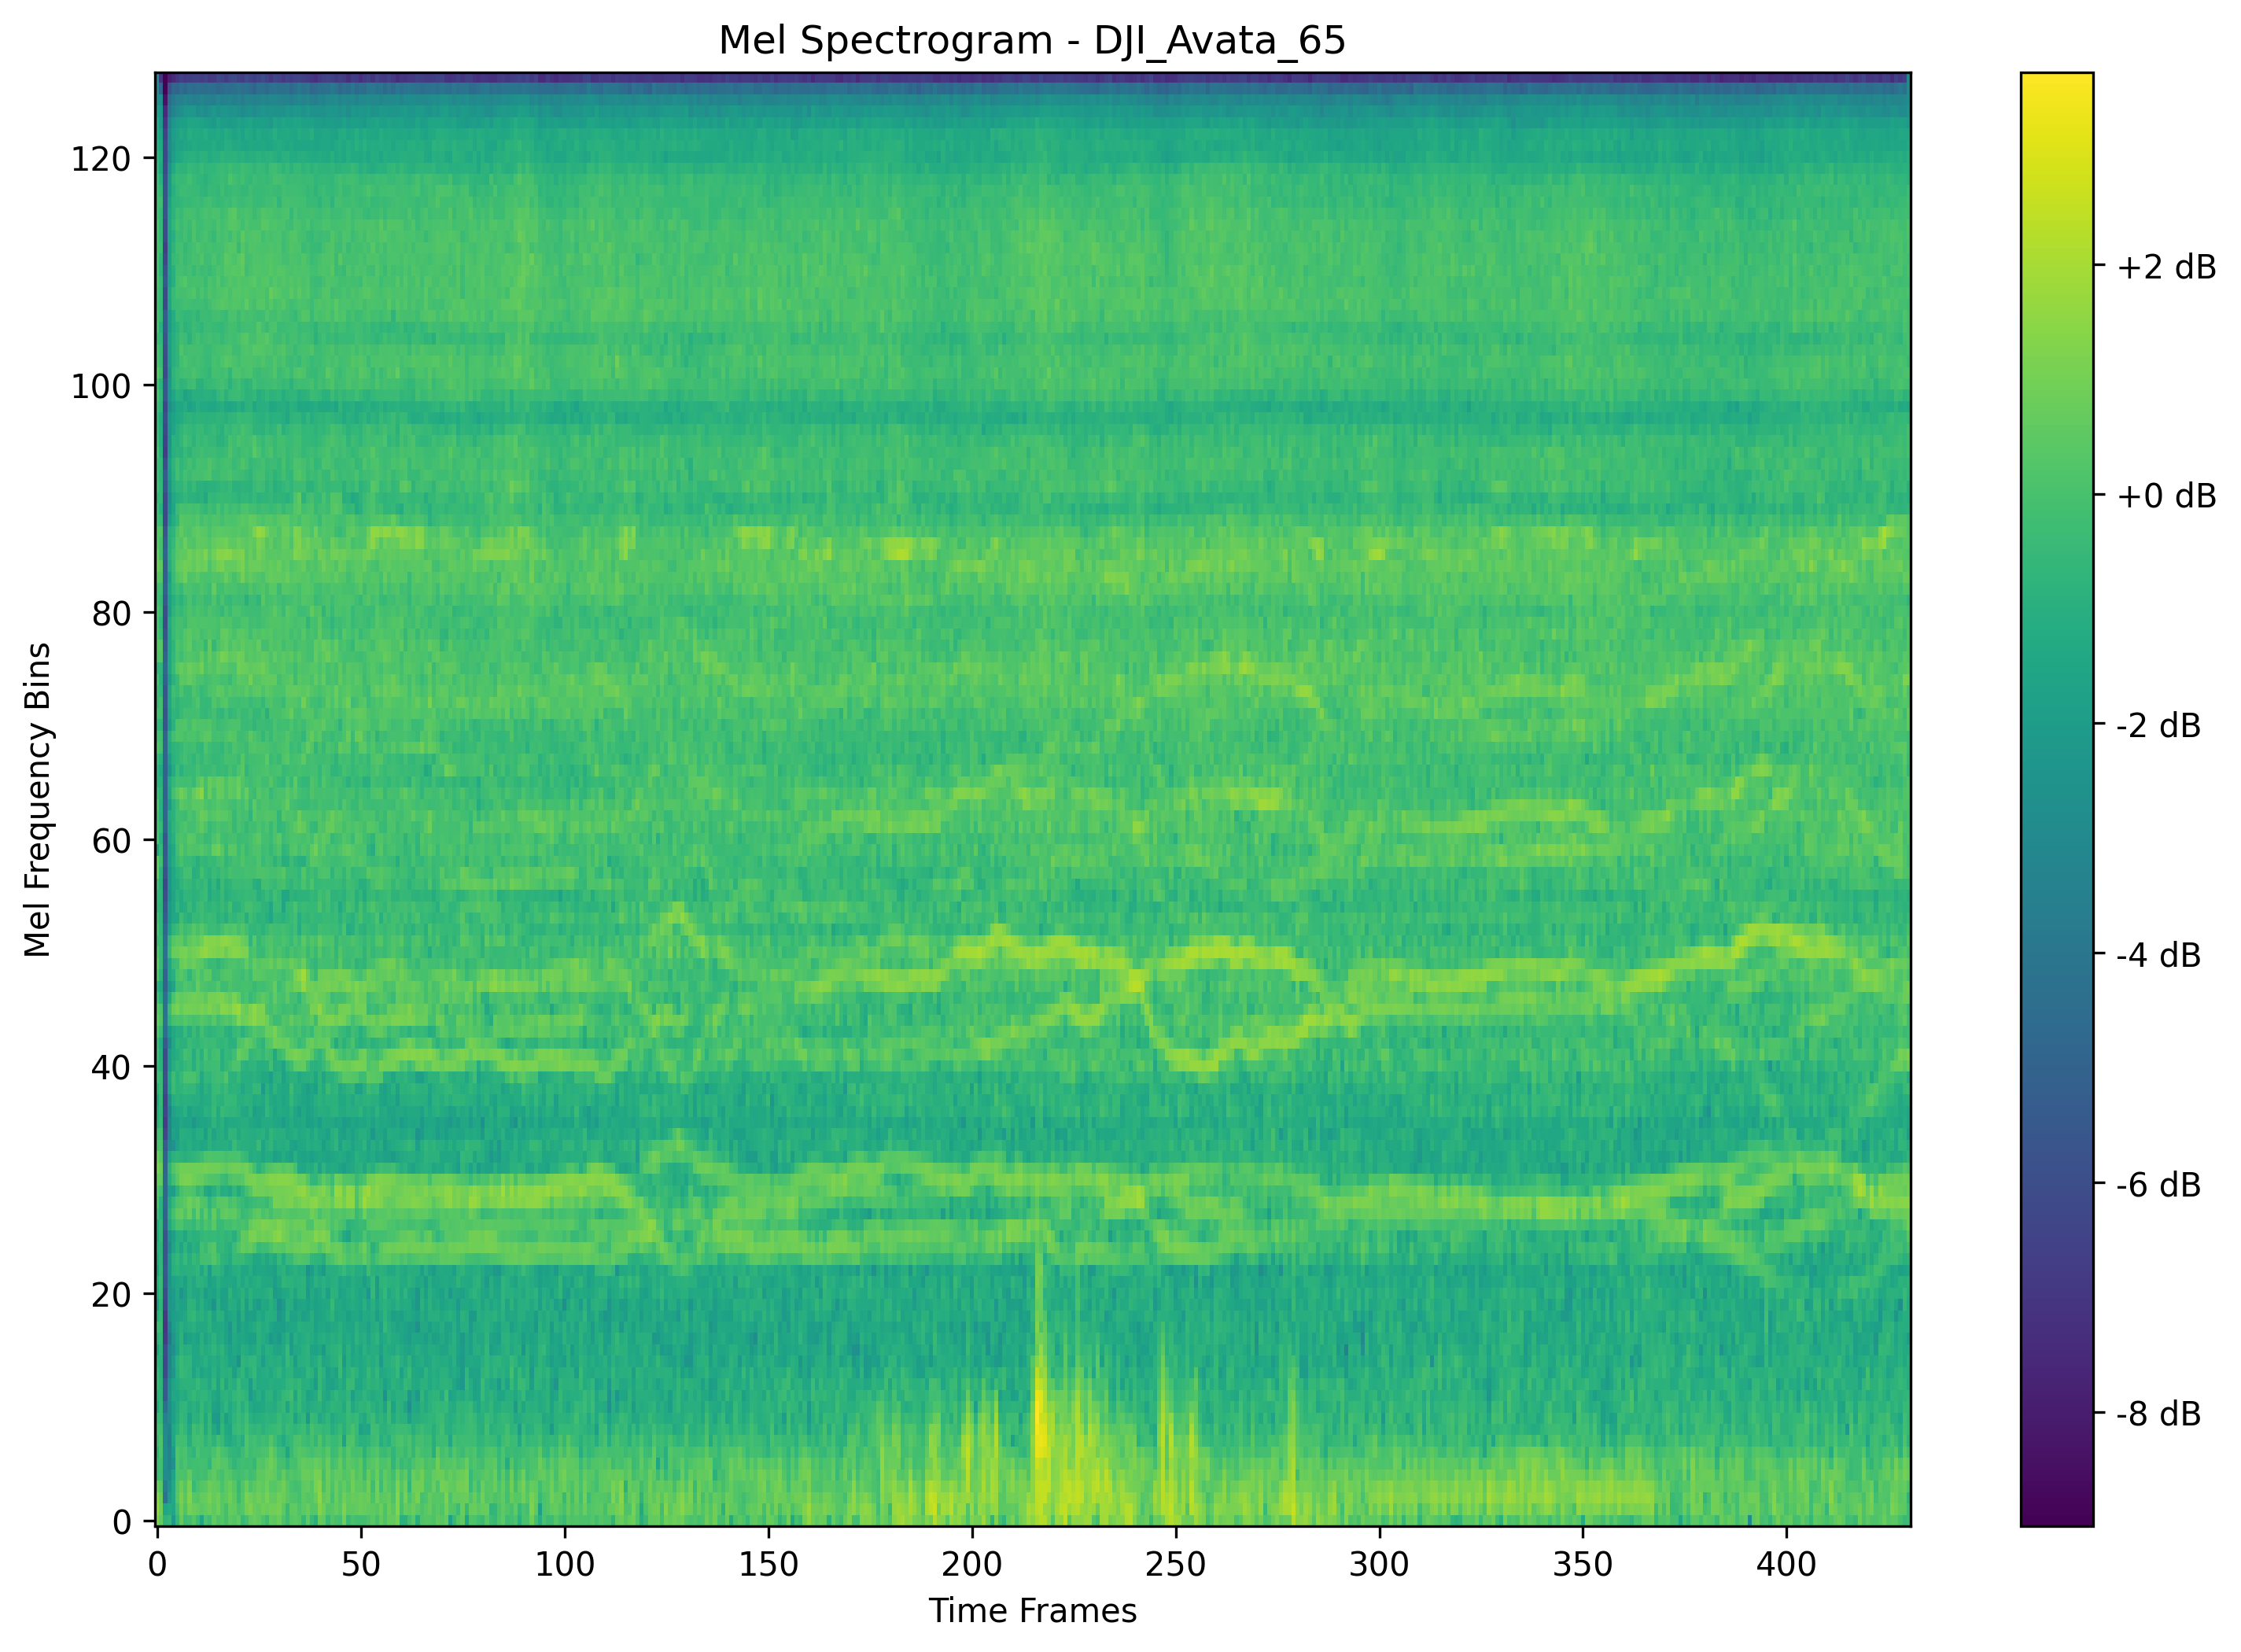 Mel Spectrogram - DJI_Avata_65
Mel Frequency Bins
120
100
80
60
40
20
0
0 50 100 150 200 250 300 350 400
Time Frames
+2 dB
+0 dB
-2 dB
-4 dB
-6 dB
-8 dB